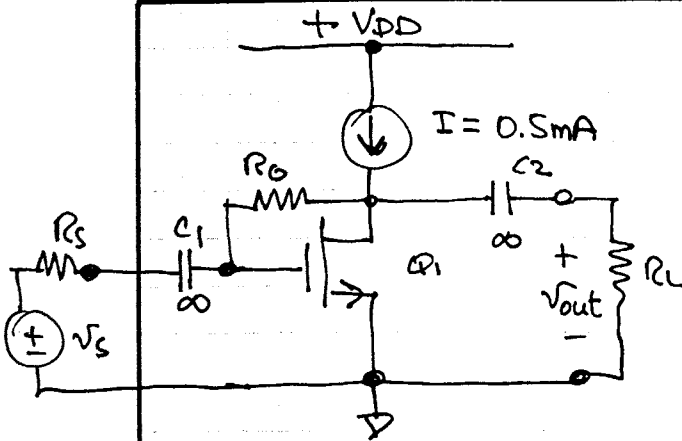 + VDD
I = 0.5mA
RG
C2
C1
∞
Rs
∞
Q1
+
vout
-
RL
+
-
vs